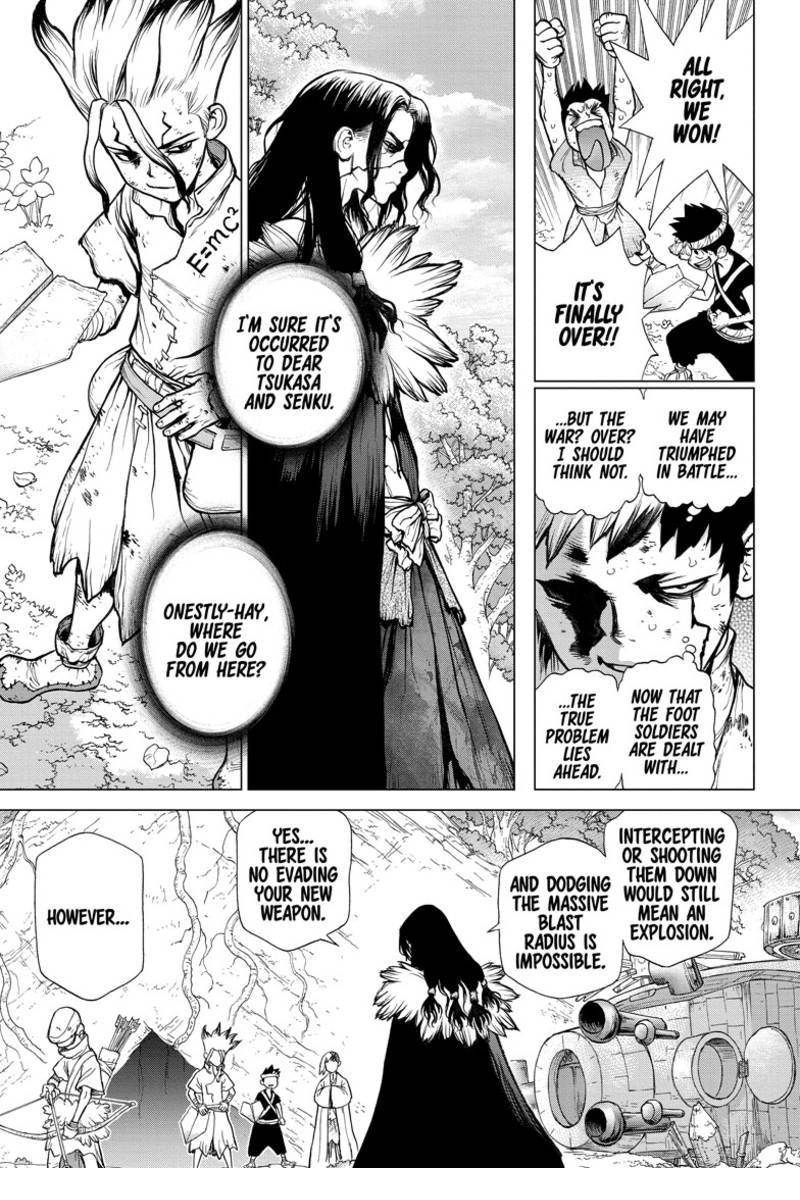 ALL
RIGHT,
WE
WON!
IT'S
FINALLY
OVER!!
WE MAY
HAVE
TRIUMPHED
IN BATTLE...
...BUT THE
WAR? OVER?
I SHOULD
THINK NOT.
NOW THAT
THE FOOT
SOLDIERS
ARE DEALT
WITH...
...THE
TRUE
PROBLEM
LIES
AHEAD.
I'M SURE IT'S
OCCURRED
TO DEAR
TSUKASA
AND SENKU.
E=mc²
ONESTLY-HAY,
WHERE
DO WE GO
FROM HERE?
INTERCEPTING
OR SHOOTING
THEM DOWN
WOULD STILL
MEAN AN
EXPLOSION.
AND DODGING
THE MASSIVE
BLAST
RADIUS IS
IMPOSSIBLE.
YES...
THERE IS
NO EVADING
YOUR NEW
WEAPON.
HOWEVER...